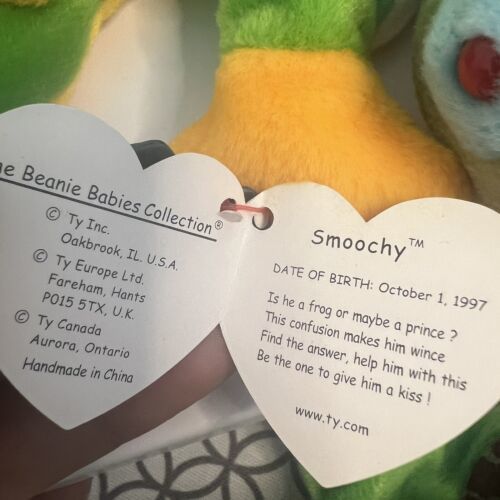 he Beanie Babies Collection®
© Ty Inc.
Oakbrook, IL. U.S.A.
© Ty Europe Ltd.
Fareham, Hants
PO15 5TX, U.K.
© Ty Canada
Aurora, Ontario
Handmade in China
Smoochy™
DATE OF BIRTH: October 1, 1997
Is he a frog or maybe a prince ?
This confusion makes him wince
Find the answer, help him with this
Be the one to give him a kiss !
www.ty.com